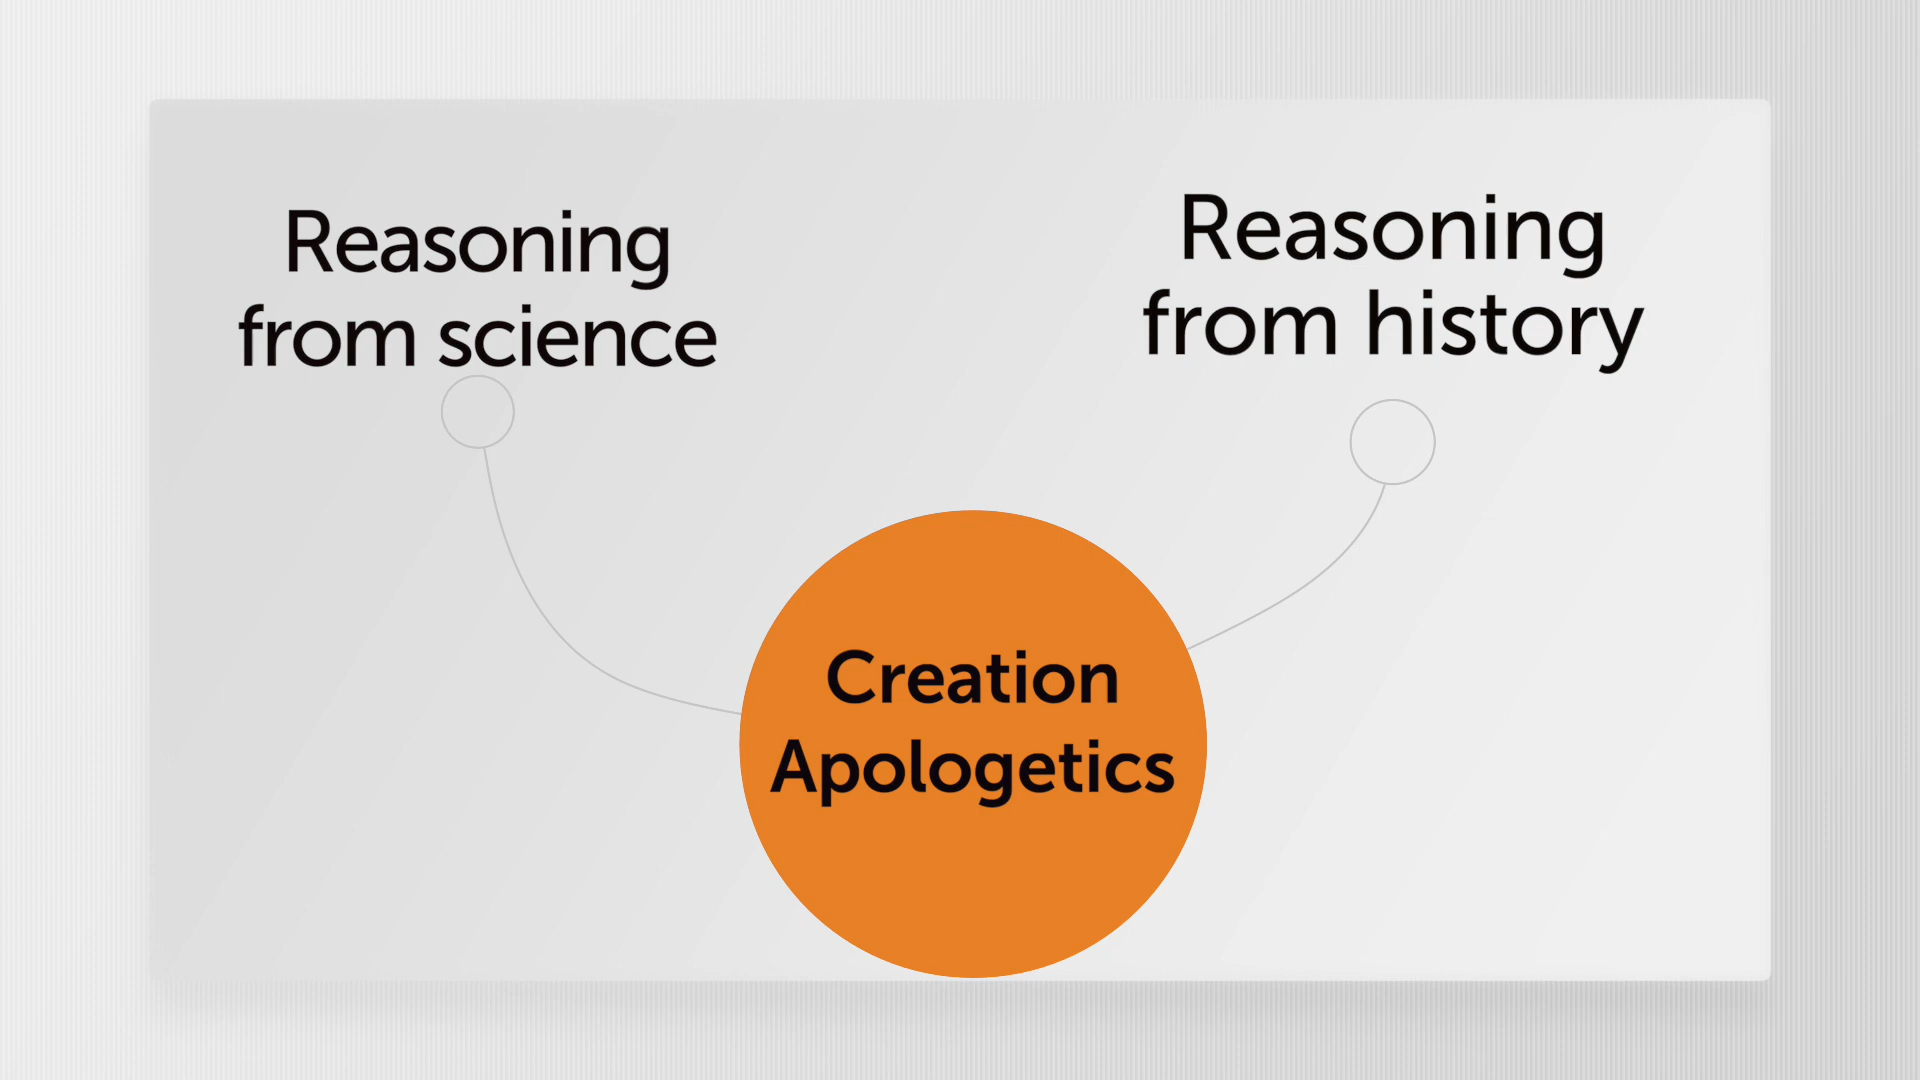 Reasoning
from science
Reasoning
from history
Creation
Apologetics